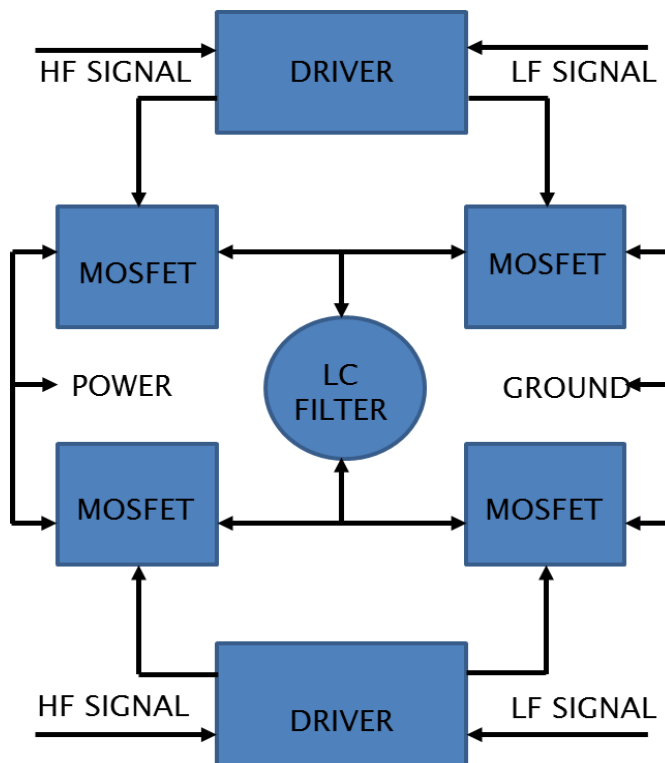 HF SIGNAL
DRIVER
LF SIGNAL
MOSFET
MOSFET
POWER
LC
FILTER
GROUND
MOSFET
MOSFET
HF SIGNAL
DRIVER
LF SIGNAL